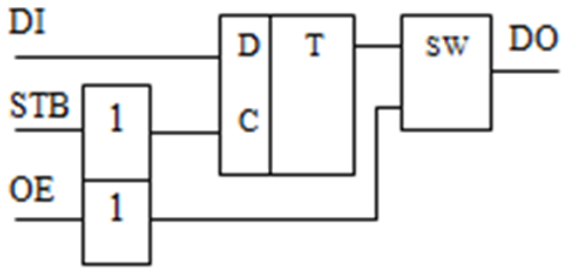 DI
D T SW DO
STB 1 C
OE 1